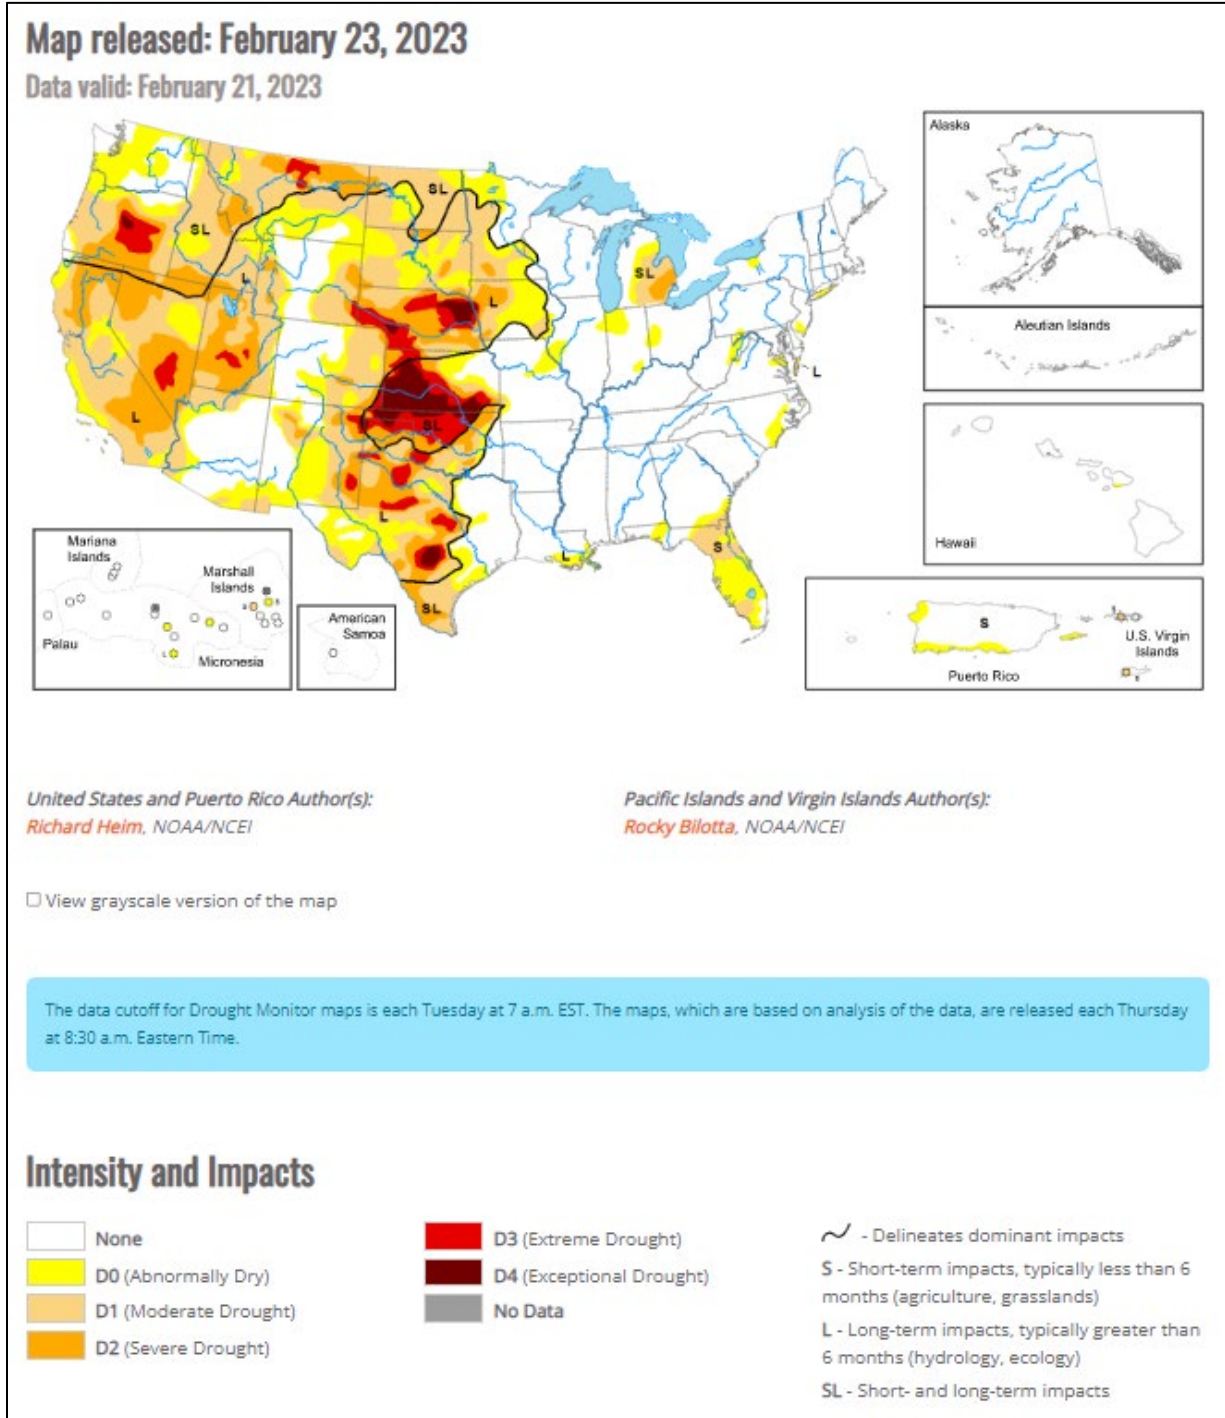 Map released: February 23, 2023
Data valid: February 21, 2023
Alaska
Aleutian Islands
Hawaii
SL
SL
L
SL
L
L
L
SL
L
SL
L
S
Mariana
Islands
Marshall
Islands
Palau
Micronesia
American
Samoa
S
U.S. Virgin
Islands
Puerto Rico
United States and Puerto Rico Author(s):
Richard Heim, NOAA/NCEI
Pacific Islands and Virgin Islands Author(s):
Rocky Bilotta, NOAA/NCEI
View grayscale version of the map
The data cutoff for Drought Monitor maps is each Tuesday at 7 a.m. EST. The maps, which are based on analysis of the data, are released each Thursday
at 8:30 a.m. Eastern Time.
Intensity and Impacts
None
D0 (Abnormally Dry)
D1 (Moderate Drought)
D2 (Severe Drought)
D3 (Extreme Drought)
D4 (Exceptional Drought)
No Data
- Delineates dominant impacts
S - Short-term impacts, typically less than 6
months (agriculture, grasslands)
L - Long-term impacts, typically greater than
6 months (hydrology, ecology)
SL - Short- and long-term impacts